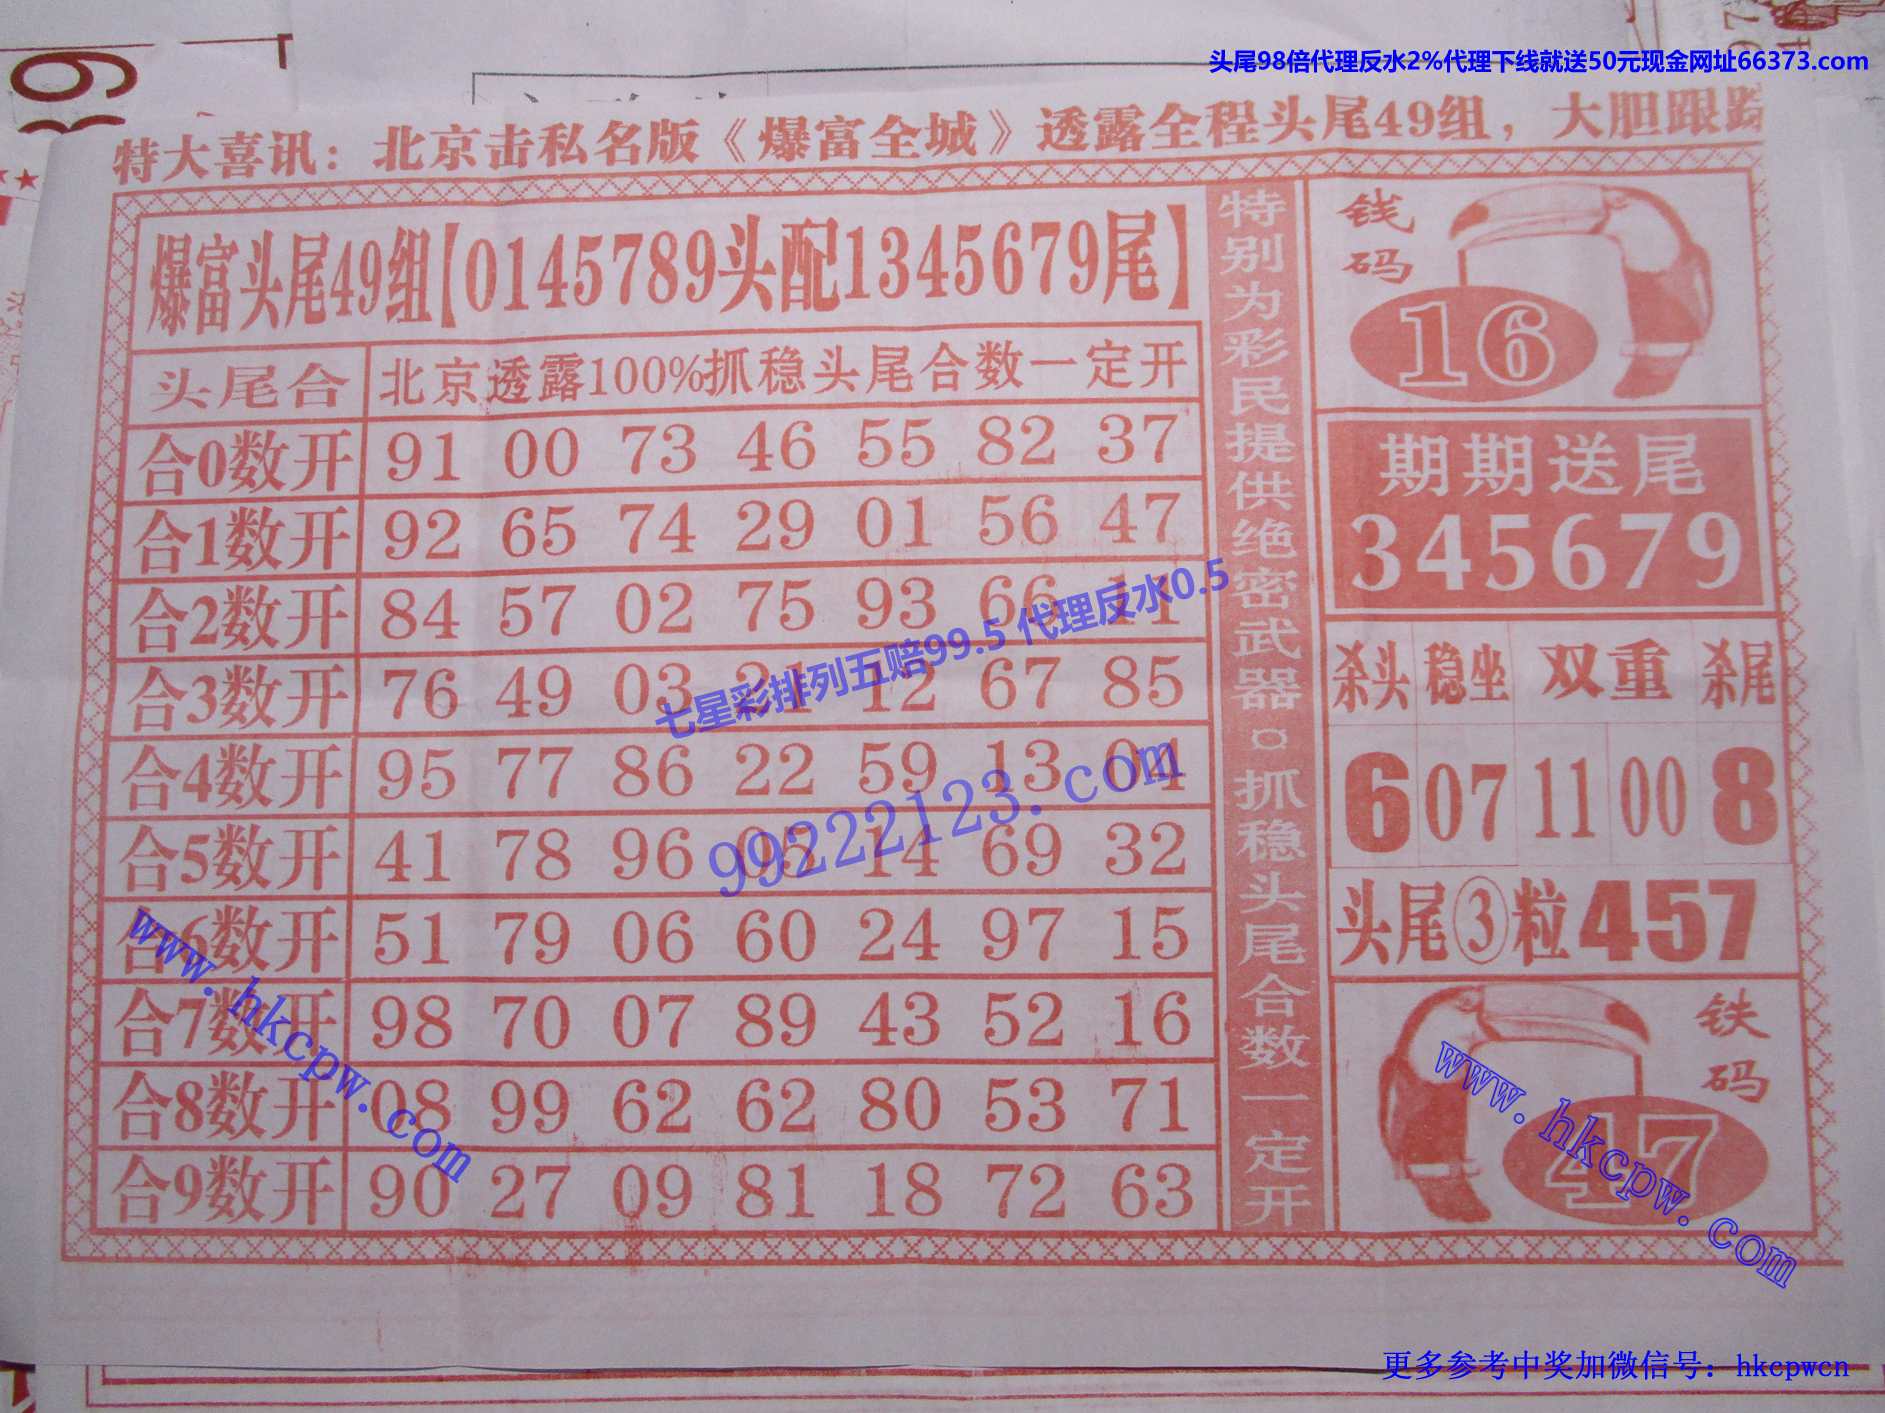 头尾98倍代理反水2%代理下线就送50元现金网址66373.com
特大喜讯：北京击私名版《爆富全城》透露全程头尾49组，大胆跟踪
爆富头尾49组【0145789头配1345679尾】
头尾合 北京透露100%抓稳头尾合数一定开
合0数开 91 00 73 46 55 82 37
合1数开 92 65 74 29 01 56 47
合2数开 84 57 02 75 93 66 11
合3数开 76 49 03 21 12 67 85
合4数开 95 77 86 22 59 13 04
合5数开 41 78 96 05 14 69 32
合6数开 51 79 06 60 24 97 15
合7数开 98 70 07 89 43 52 16
合8数开 08 99 62 62 80 53 71
合9数开 90 27 09 81 18 72 63
特别为彩民提供绝密武器¤抓稳头尾合数一定开
钱码
16
期期送尾
345679
杀头 稳坐 双重 杀尾
6 07 11 00 8
头尾③粒457
铁码
47
七星彩排列五赔99.5 代理反水0.5
99222123.com
www.hkcpw.com
www.hkcpw.com
更多参考中奖加微信号：hkcpwcn